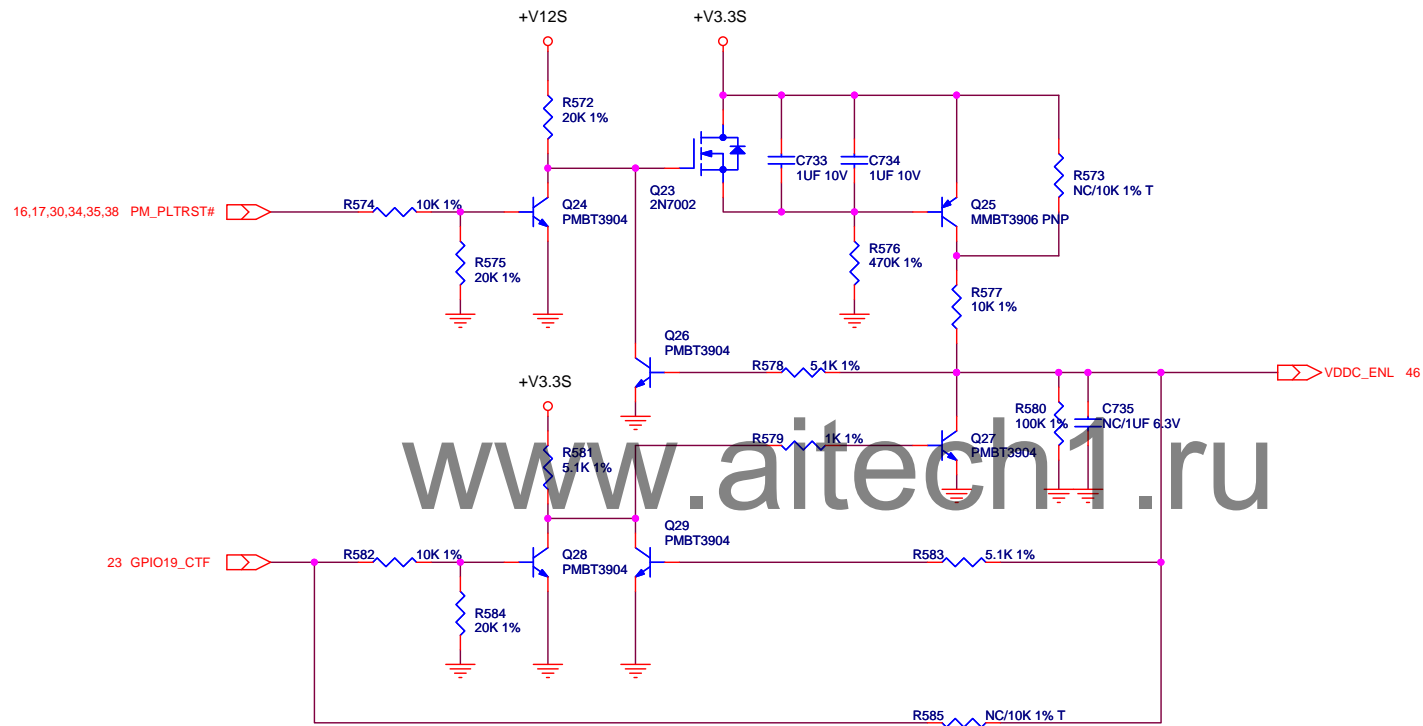 +V12S
+V3.3S
R572
20K 1%
C733
1UF 10V
C734
1UF 10V
R573
NC/10K 1% T
Q23
2N7002
16,17,30,34,35,38 PM_PLTRST#
R574 10K 1%
Q24
PMBT3904
Q25
MMBT3906 PNP
R575
20K 1%
R576
470K 1%
R577
10K 1%
Q26
PMBT3904
R578 5.1K 1%
VDDC_ENL 46
+V3.3S
R580
100K 1%
C735
NC/1UF 6.3V
R579 1K 1%
Q27
PMBT3904
R581
5.1K 1%
www.aitech1.ru
23 GPIO19_CTF
R582 10K 1%
Q28
PMBT3904
Q29
PMBT3904
R583 5.1K 1%
R584
20K 1%
R585 NC/10K 1% T